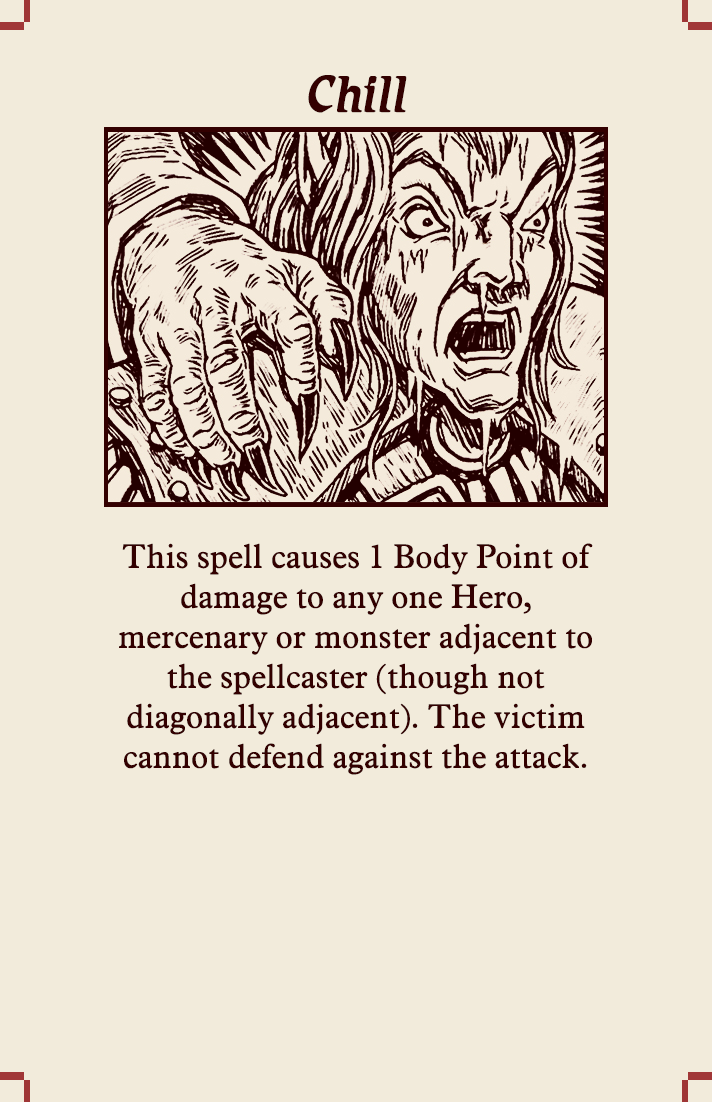 Chill
This spell causes 1 Body Point of
damage to any one Hero,
mercenary or monster adjacent to
the spellcaster (though not
diagonally adjacent). The victim
cannot defend against the attack.